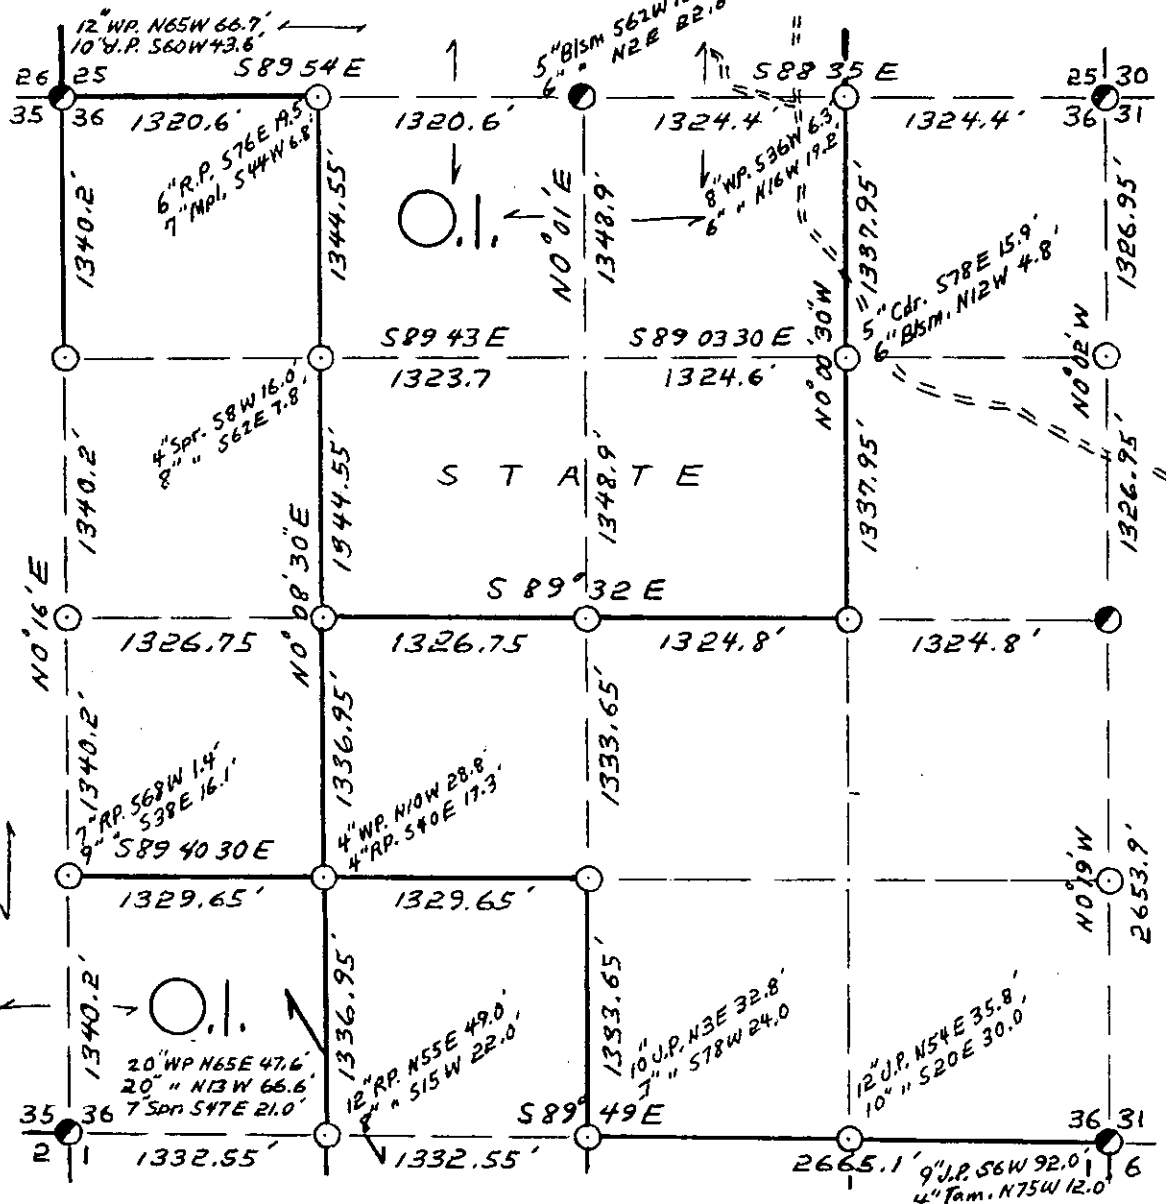 12" WP. N65W 66.7'
10" J.P. S60W 43.6'
5" Blsm S62W
6" " N2E 22.8
26 25
35 36
S89 54 E
S88 35 E
25 30
36 31
1320.6'
1320.6'
1324.4'
1324.4'
6" R.P. S76E 19.5'
7" Mpl. S44W 6.8'
8" WP. S36W 6.3'
6" " N16W 19.2'
1340.2'
1344.55'
O.I.
N0°01'E
1348.9'
1337.95'
1326.95'
5" Cdr. S78E 15.9'
6" Blsm. N12W 4.8'
S89 43 E
S89 03 30 E
N0°00'30"W
N0°02'W
1323.7
1324.6'
4" Spr. S8W 16.0'
8" " S62E 7.8'
STATE
1340.2'
1344.55'
1348.9'
1337.95'
1326.95'
N0°16'E
N0°08'30"E
S 89°32 E
1326.75
1326.75
1324.8'
1324.8'
1340.2'
1336.95'
1333.65'
7" RP. S68W 1.4'
9" " S38E 16.1'
4" WP. N10W 28.8'
4" RP. S40E 17.3'
S89 40 30 E
N0°19'W
2653.9'
1329.65'
1329.65'
1340.2'
O.I.
1336.95'
1333.65'
20" WP N65E 47.6'
20" " N13W 66.6'
7" Spr. S47E 21.0'
12" RP. N55E 49.0'
8" " S15W 22.0'
10" J.P. N3E 32.8'
7" " S78W 24.0
12" J.P. N54E 35.8'
10" " S20E 30.0'
35 36
2 1
S89°49E
36 31
1 6
1332.55'
1332.55'
2665.1'
9" J.P. S6W 92.0'
4" Tam. N75W 12.0'